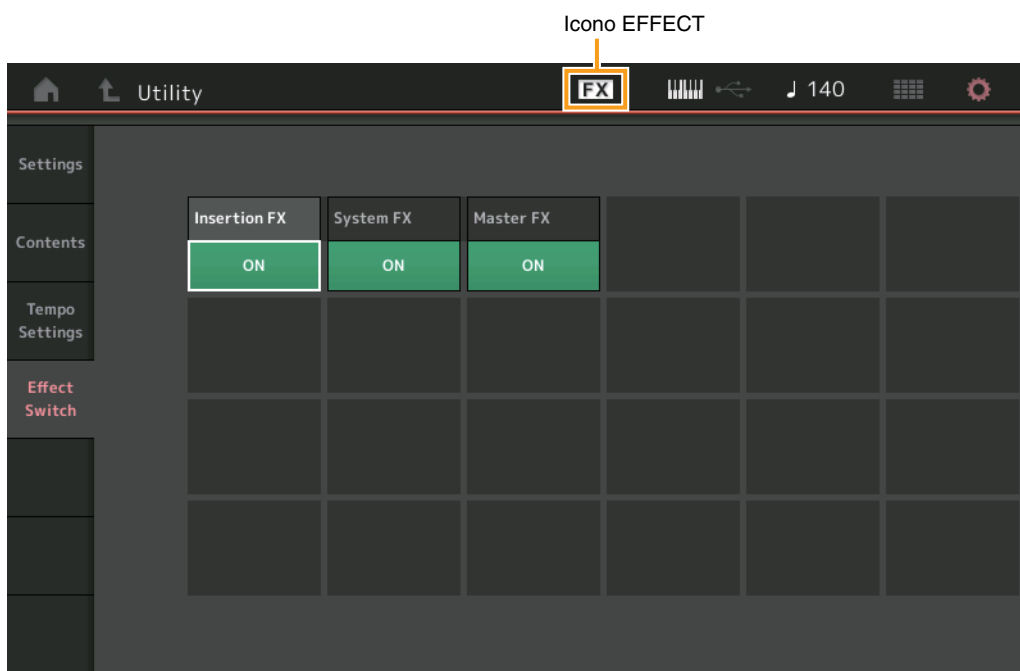 Icono EFFECT
Utility FX ♩ 140
Settings
Insertion FX System FX Master FX
Contents
ON ON ON
Tempo
Settings
Effect
Switch